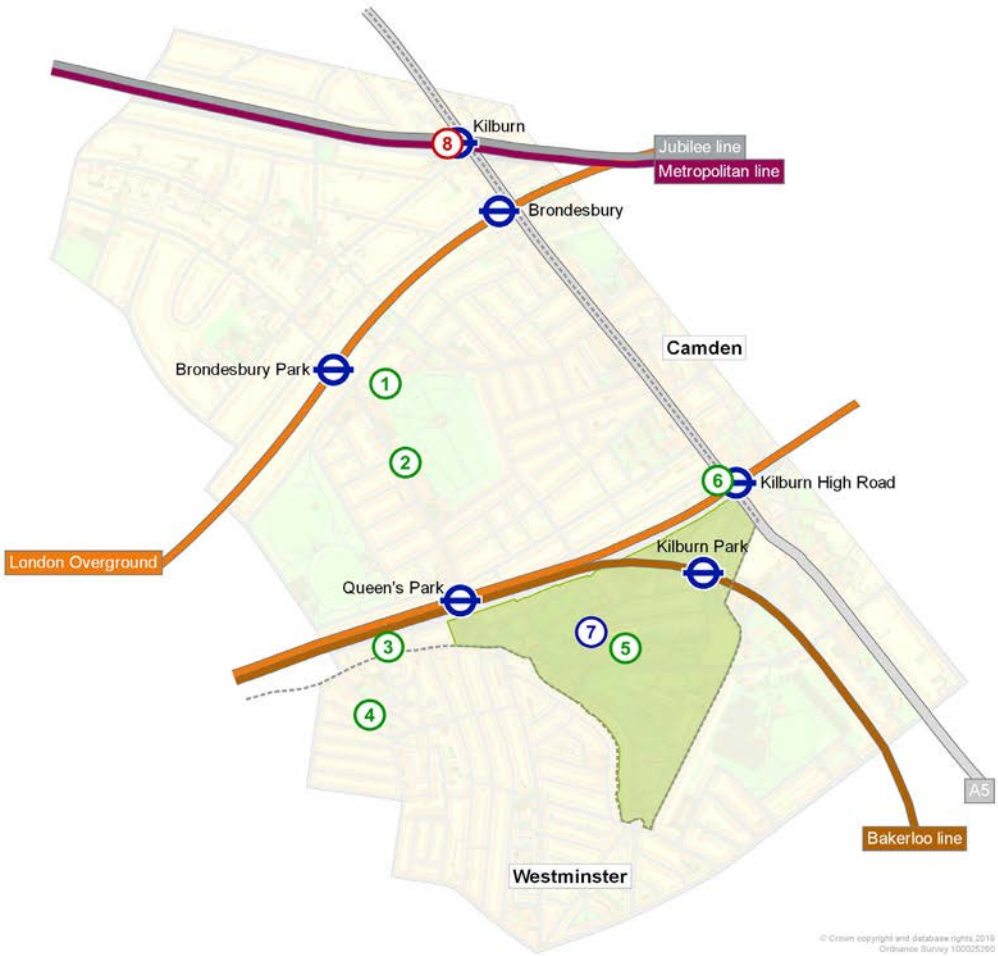 Kilburn
8
Jubilee line
Metropolitan line
Brondesbury
Camden
Brondesbury Park
1
2
6
Kilburn High Road
London Overground
Kilburn Park
Queen's Park
7
5
3
4
A5
Bakerloo line
Westminster
© Crown copyright and database rights 2019
Ordnance Survey 100025260